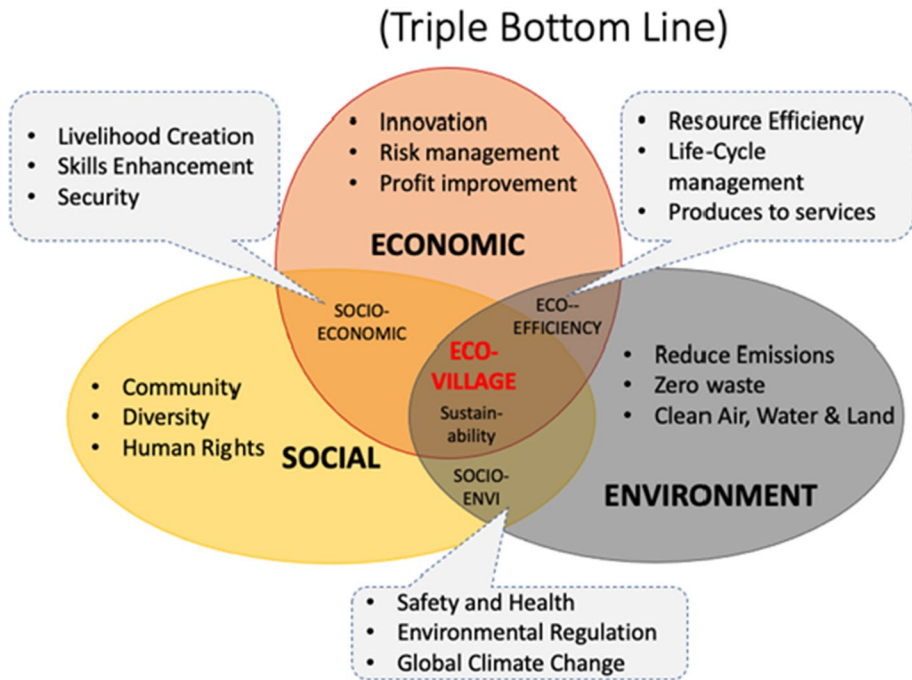 (Triple Bottom Line)
• Livelihood Creation
• Skills Enhancement
• Security
• Innovation
• Risk management
• Profit improvement
ECONOMIC
• Resource Efficiency
• Life-Cycle
management
• Produces to services
SOCIO-
ECONOMIC
ECO--
EFFICIENCY
ECO-
VILLAGE
Sustain-
ability
• Community
• Diversity
• Human Rights
SOCIAL
• Reduce Emissions
• Zero waste
• Clean Air, Water & Land
ENVIRONMENT
SOCIO-
ENVI
• Safety and Health
• Environmental Regulation
• Global Climate Change